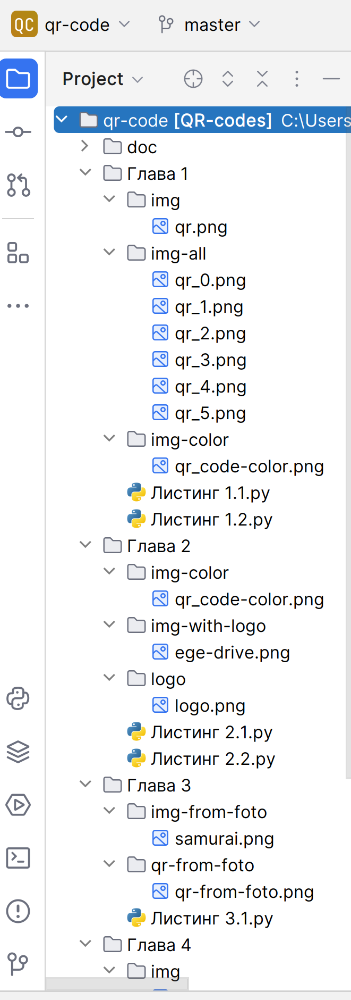 QC qr-code master
Project
qr-code [QR-codes] C:\Users
doc
Глава 1
img
qr.png
img-all
qr_0.png
qr_1.png
qr_2.png
qr_3.png
qr_4.png
qr_5.png
img-color
qr_code-color.png
Листинг 1.1.py
Листинг 1.2.py
Глава 2
img-color
qr_code-color.png
img-with-logo
ege-drive.png
logo
logo.png
Листинг 2.1.py
Листинг 2.2.py
Глава 3
img-from-foto
samurai.png
qr-from-foto
qr-from-foto.png
Листинг 3.1.py
Глава 4
img